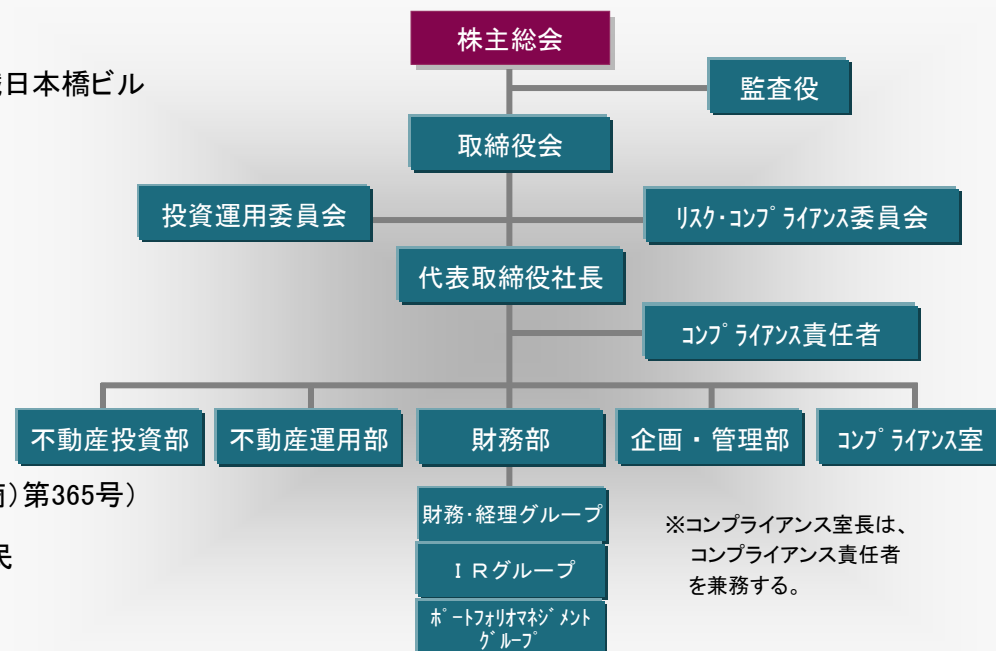 株主総会
日本橋ビル
監査役
取締役会
投資運用委員会
ﾘｽｸ・ｺﾝﾌﾟﾗｲｱﾝｽ委員会
代表取締役社長
ｺﾝﾌﾟﾗｲｱﾝｽ責任者
不動産投資部
不動産運用部
財務部
企画・管理部
ｺﾝﾌﾟﾗｲｱﾝｽ室
）第365号）
財務・経理グループ
ＩＲグループ
ﾎﾟｰﾄﾌｫﾘｵﾏﾈｼﾞﾒﾝﾄ
ｸﾞﾙｰﾌﾟ
※コンプライアンス室長は、
コンプライアンス責任者
を兼務する。